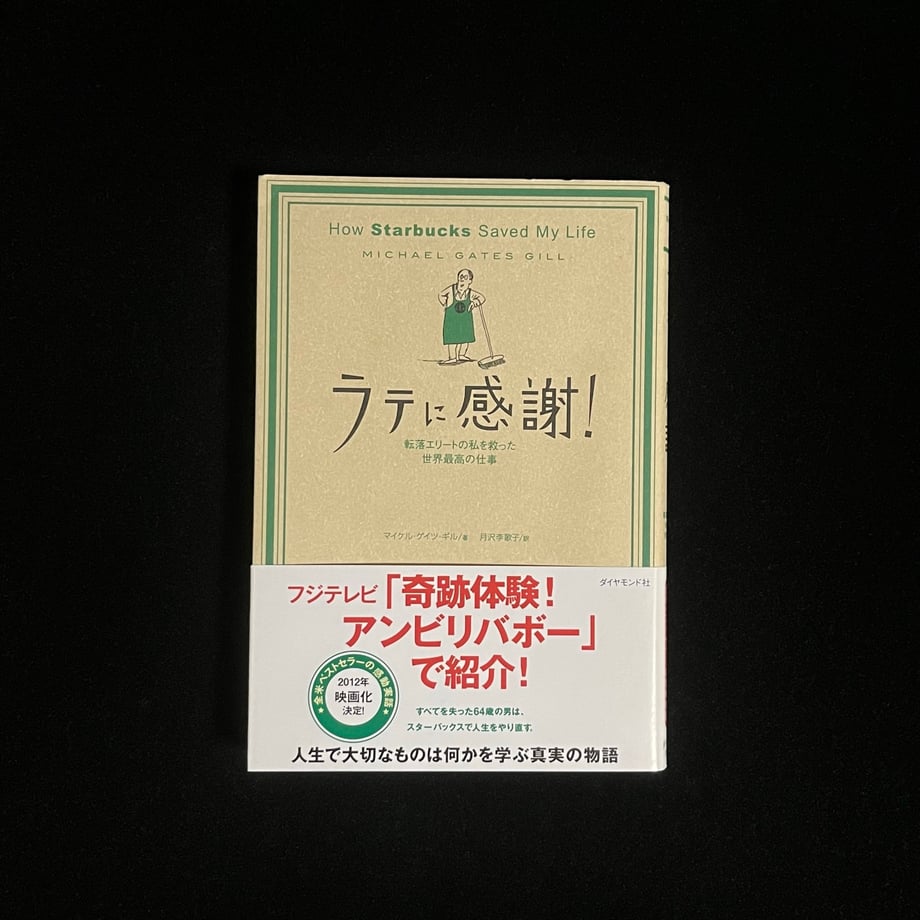 How Starbucks Saved My Life
MICHAEL GATES GILL
ラテに感謝!
転落エリートの私を救った
世界最高の仕事
マイケル・ゲイツ・ギル/著 月沢李歌子/訳
ダイヤモンド社
フジテレビ「奇跡体験!
アンビリバボー」
で紹介!
全米ベストセラーの感動実話
2012年
映画化
決定!
すべてを失った64歳の男は、
スターバックスで人生をやり直す。
人生で大切なものは何かを学ぶ真実の物語